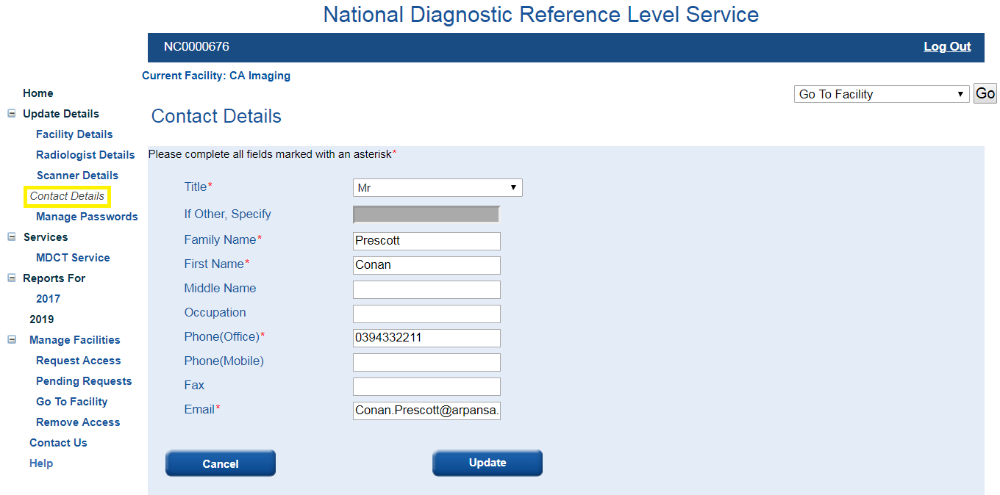 National Diagnostic Reference Level Service
NC0000676
Log Out
Current Facility: CA Imaging
Go To Facility
Go
Home
Update Details
Facility Details
Radiologist Details
Scanner Details
Contact Details
Manage Passwords
Services
MDCT Service
Reports For
2017
2019
Manage Facilities
Request Access
Pending Requests
Go To Facility
Remove Access
Contact Us
Help
Contact Details
Please complete all fields marked with an asterisk*
Title* Mr
If Other, Specify
Family Name* Prescott
First Name* Conan
Middle Name
Occupation
Phone(Office)* 0394332211
Phone(Mobile)
Fax
Email* Conan.Prescott@arpansa.
Cancel Update